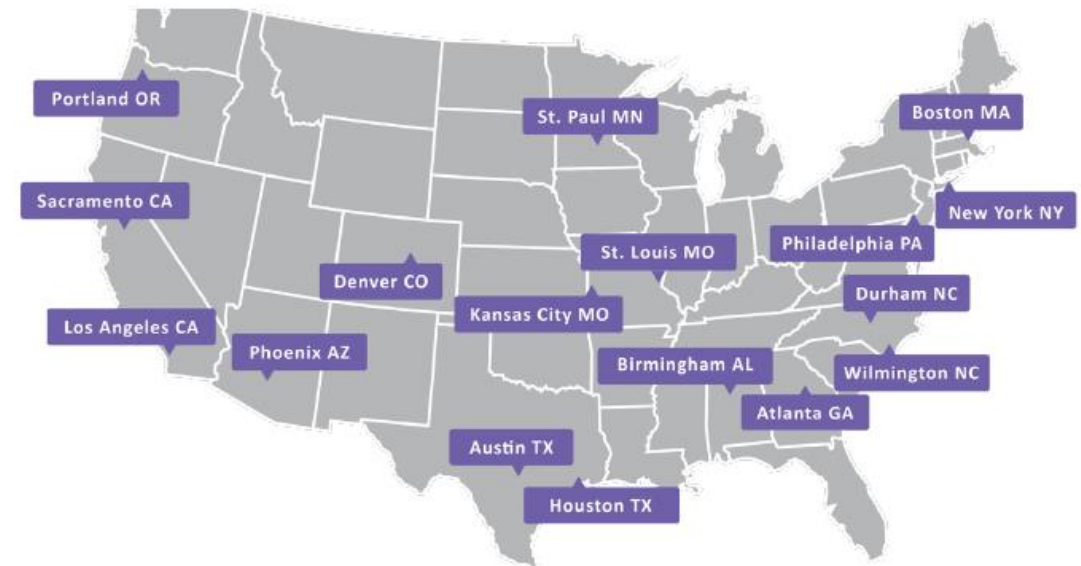 Portland OR
St. Paul MN
Boston MA
Sacramento CA
New York NY
Philadelphia PA
St. Louis MO
Denver CO
Durham NC
Kansas City MO
Los Angeles CA
Phoenix AZ
Birmingham AL
Wilmington NC
Atlanta GA
Austin TX
Houston TX